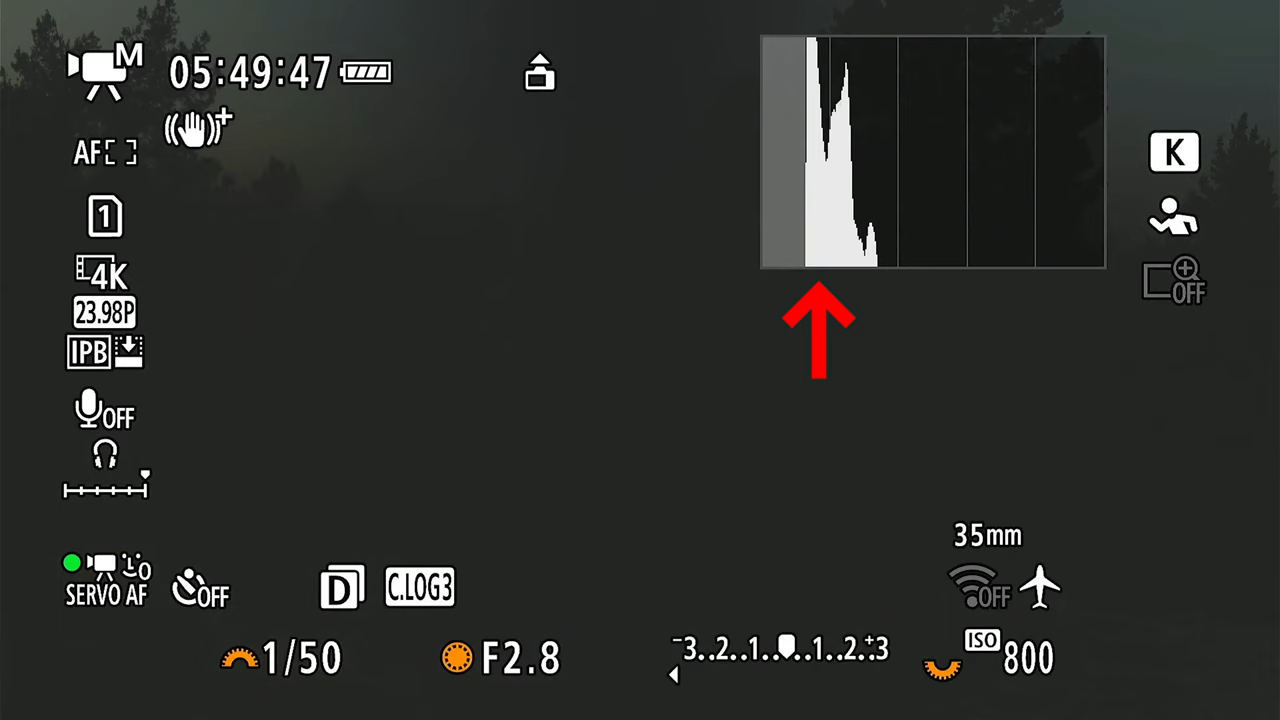 M
05:49:47
AF
K
1
4K
OFF
23.98P
IPB
OFF
35mm
SERVO AF
OFF
D
C.LOG3
OFF
1/50
F2.8
-3..2..1..0..1..2.+3
ISO
800